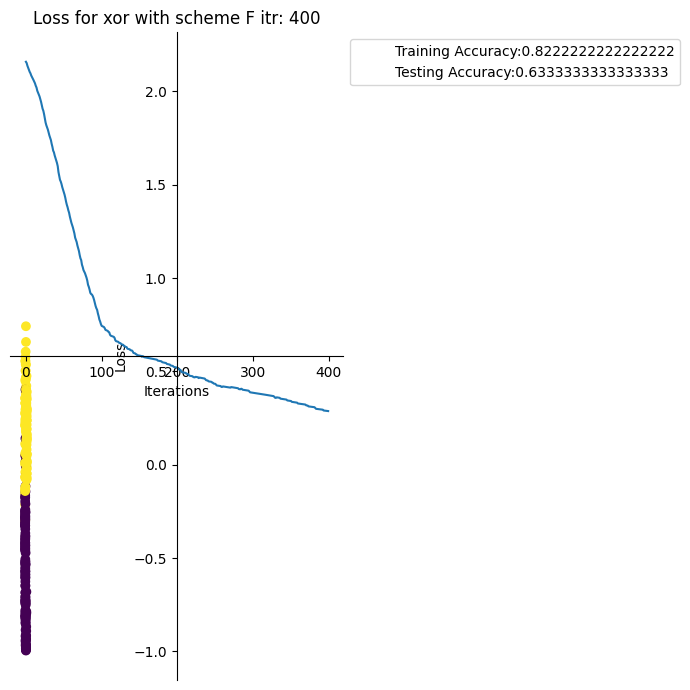 Loss for xor with scheme F itr: 400
Training Accuracy:0.8222222222222222
Testing Accuracy:0.6333333333333333
2.0
1.5
1.0
Loss
0 100 0.5 200 300 400
Iterations
0.0
−0.5
−1.0